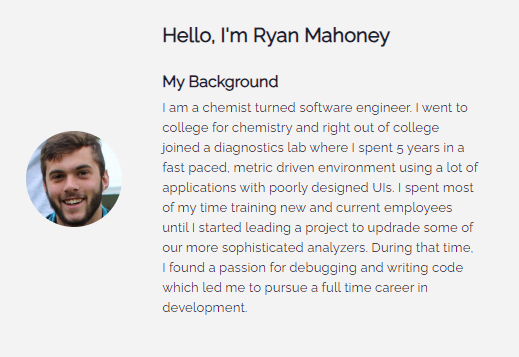 Hello, I'm Ryan Mahoney
My Background
I am a chemist turned software engineer. I went to
college for chemistry and right out of college
joined a diagnostics lab where I spent 5 years in a
fast paced, metric driven environment using a lot of
applications with poorly designed UIs. I spent most
of my time training new and current employees
until I started leading a project to updrade some of
our more sophisticated analyzers. During that time,
I found a passion for debugging and writing code
which led me to pursue a full time career in
development.